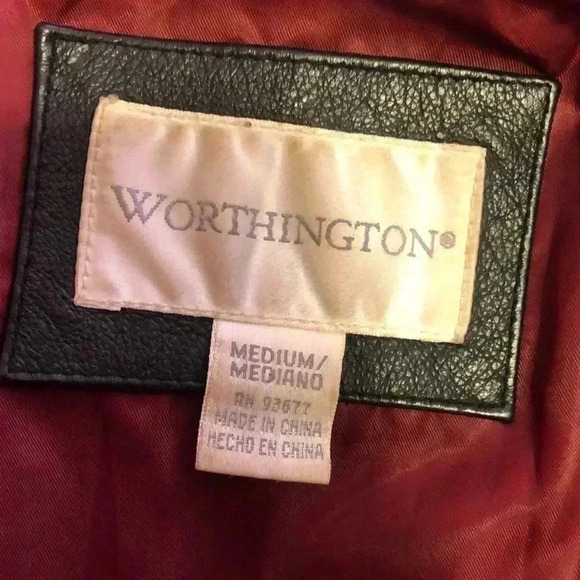 WORTHINGTON®
MEDIUM/
MEDIANO
RN 93677
MADE IN CHINA
HECHO EN CHINA